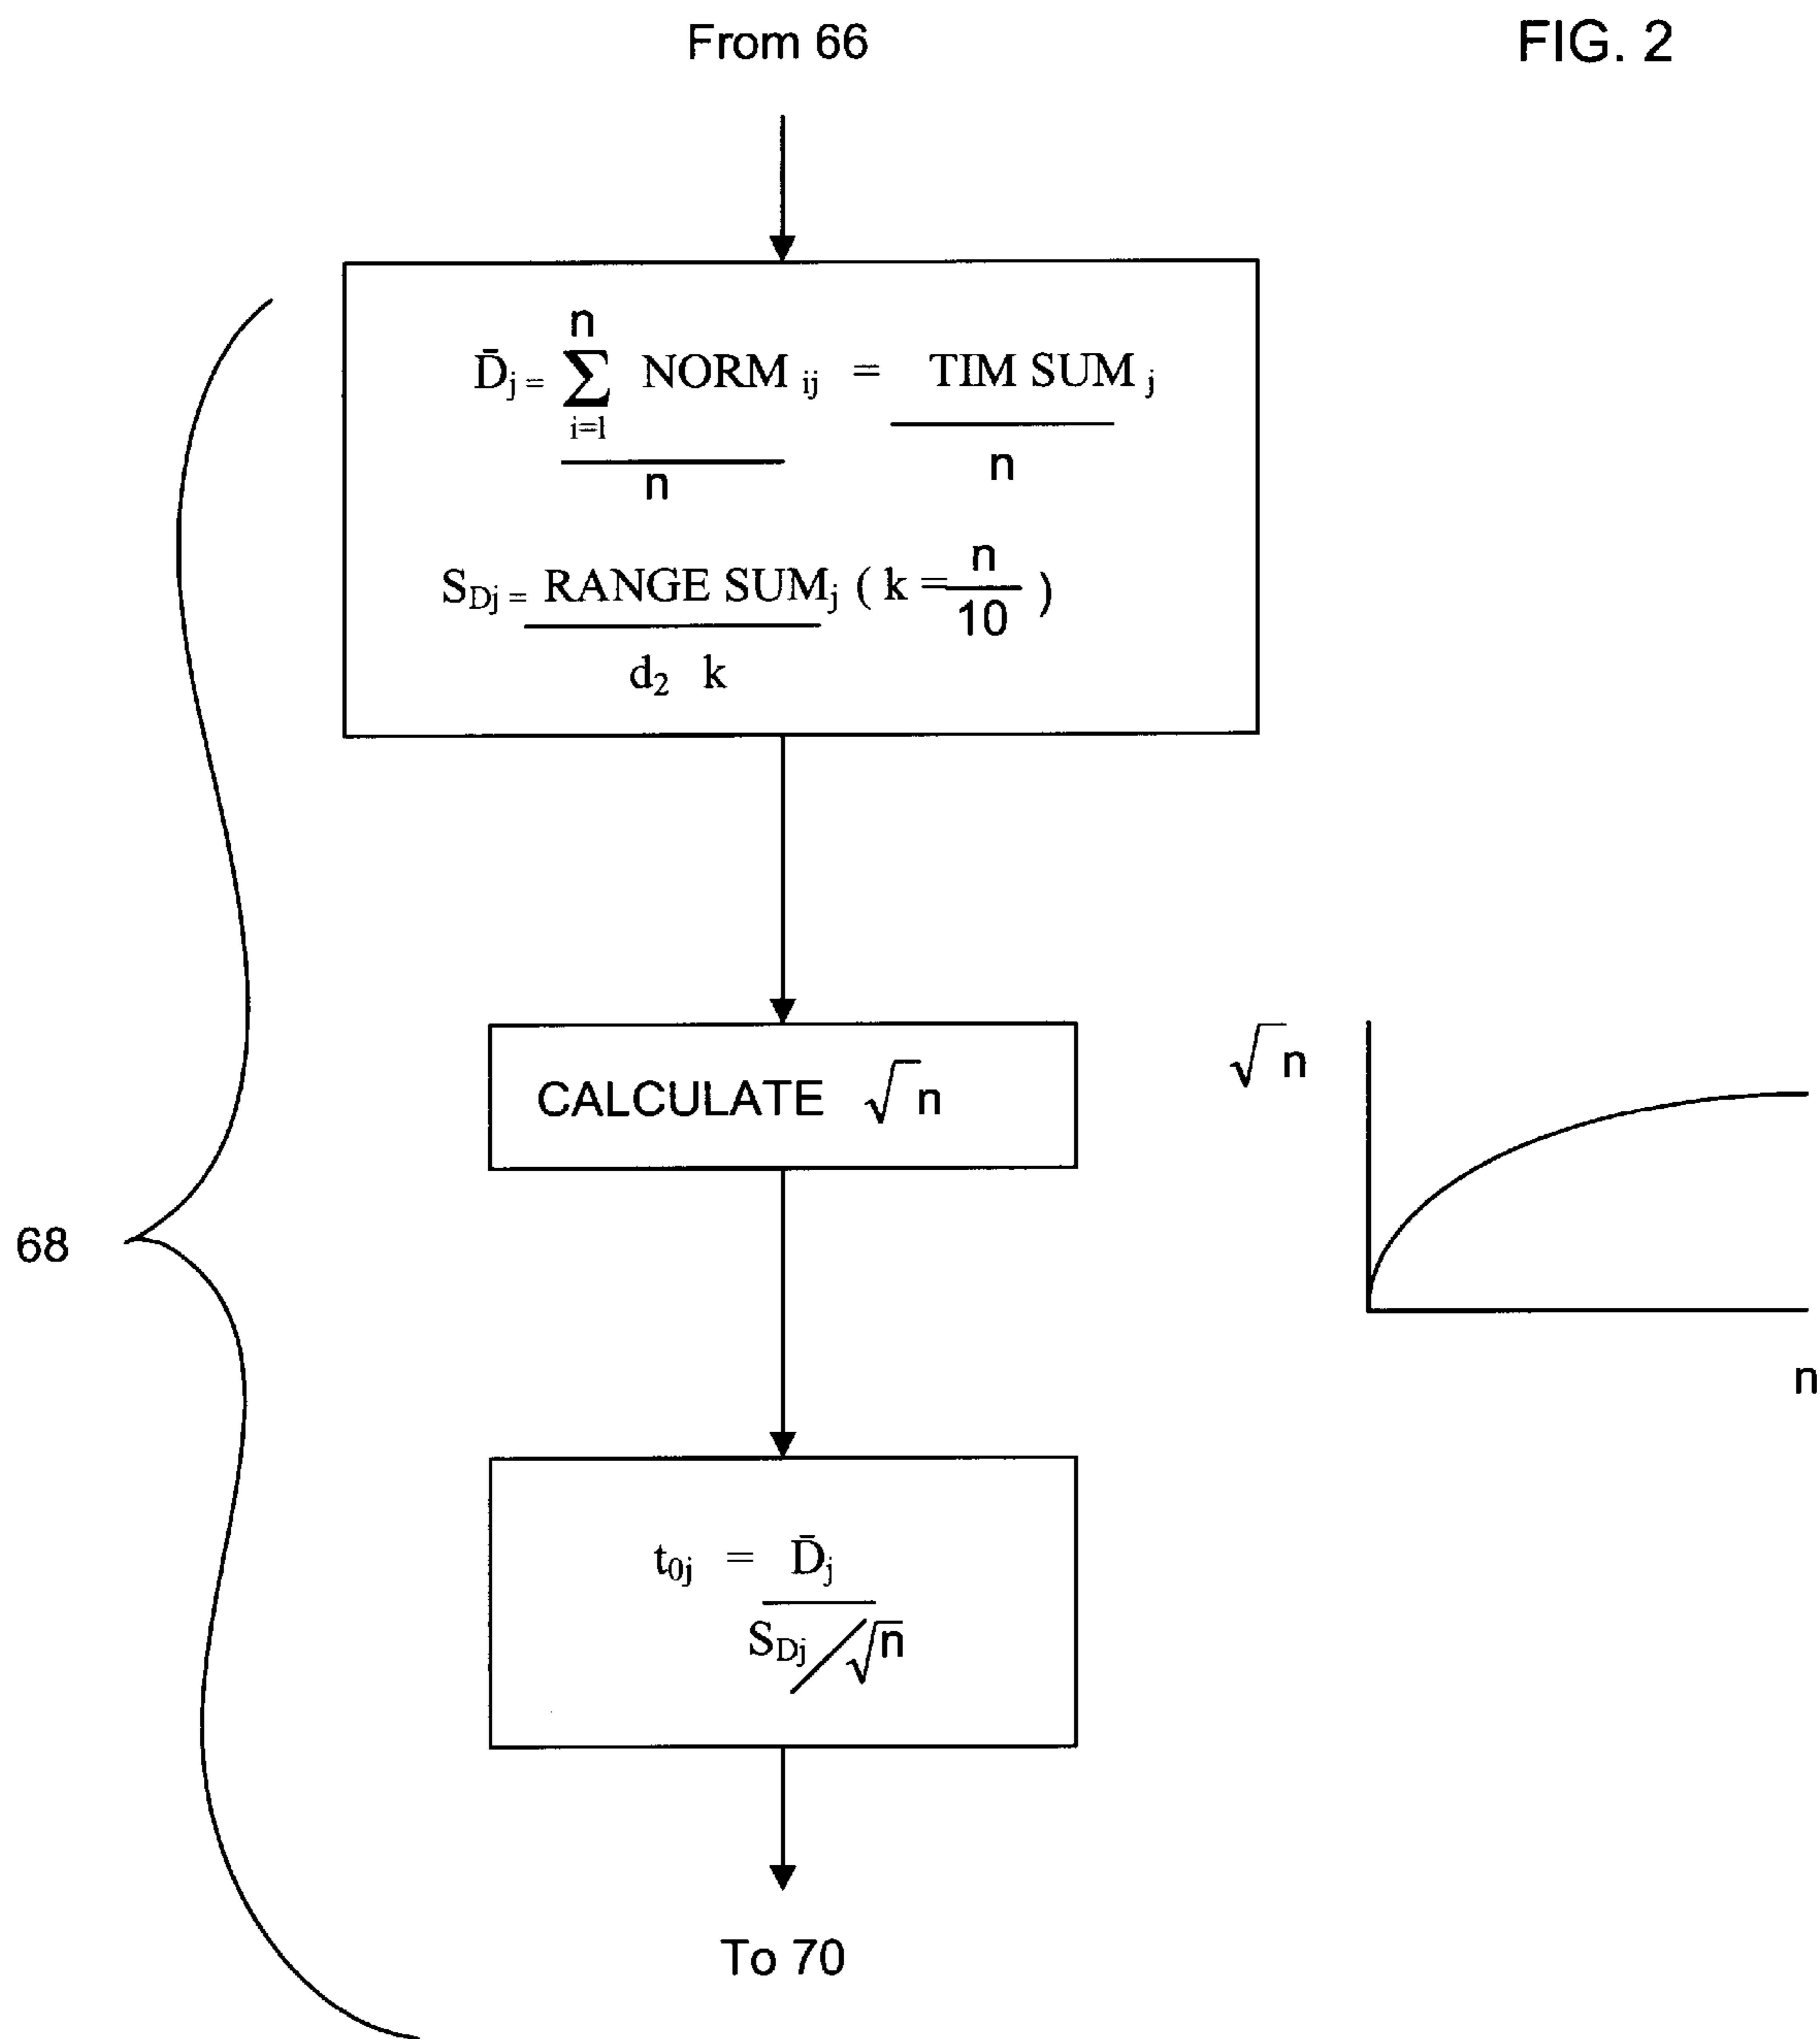 From 66
FIG. 2
D̄j = n∑i=1 NORM ij = TIM SUM j
n
n
SDj = RANGE SUMj ( k = n/10 )
d2 k
CALCULATE √n
√n
n
68
t0j = D̄j
SDj / √n
To 70